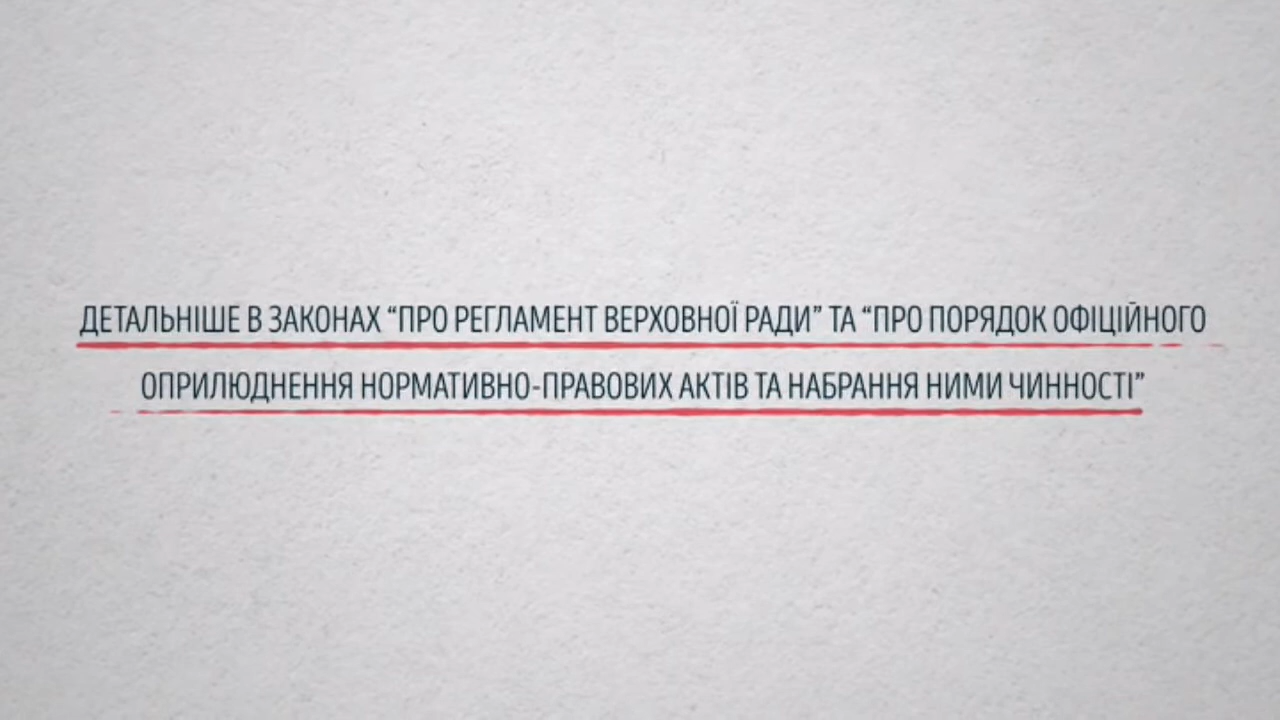 ДЕТАЛЬНІШЕ В ЗАКОНАХ “ПРО РЕГЛАМЕНТ ВЕРХОВНОЇ РАДИ” ТА “ПРО ПОРЯДОК ОФІЦІЙНОГО
ОПРИЛЮДНЕННЯ НОРМАТИВНО-ПРАВОВИХ АКТІВ ТА НАБРАННЯ НИМИ ЧИННОСТІ”